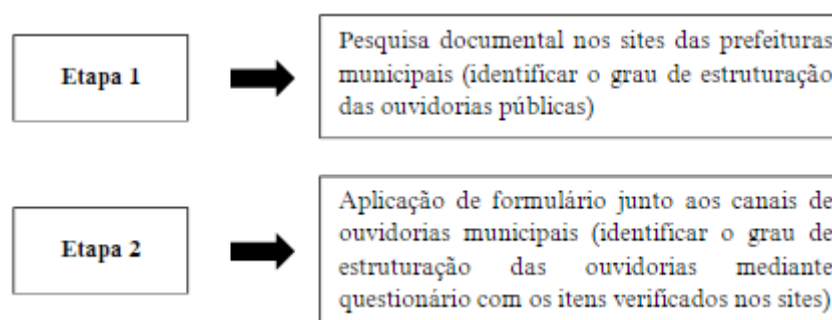 Etapa 1
Pesquisa documental nos sites das prefeituras
municipais (identificar o grau de estruturação
das ouvidorias públicas)
Etapa 2
Aplicação de formulário junto aos canais de
ouvidorias municipais (identificar o grau de
estruturação das ouvidorias mediante
questionário com os itens verificados nos sites)